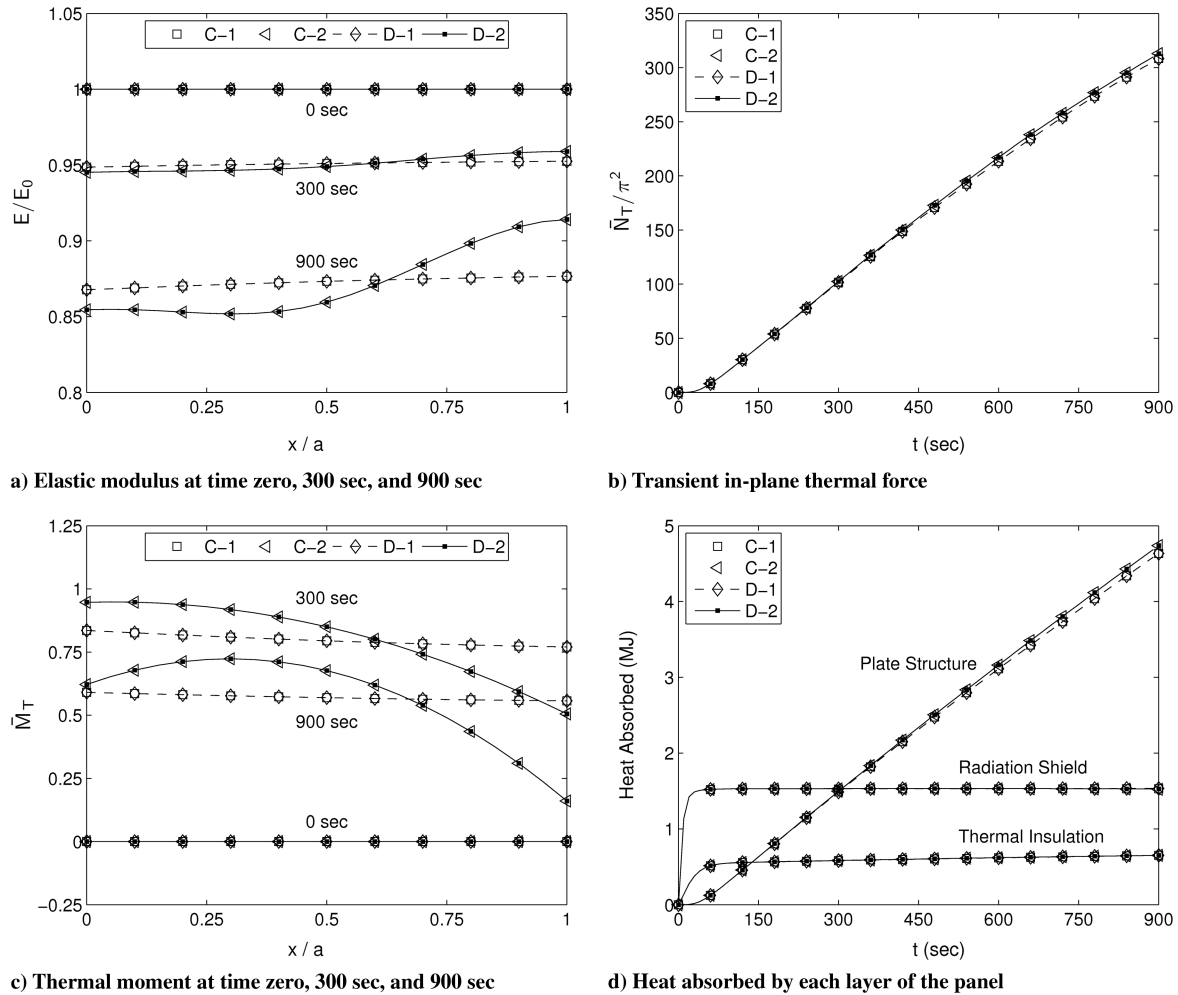 C−1 C−2 D−1 D−2
1
0.95
0.9
0.85
0.8
E/E0
0 sec
300 sec
900 sec
0 0.25 0.5 0.75 1
x / a
a) Elastic modulus at time zero, 300 sec, and 900 sec
350
300
250
200
150
100
50
0
N̄T/π²
C−1
C−2
D−1
D−2
0 150 300 450 600 750 900
t (sec)
b) Transient in-plane thermal force
1.25
1
0.75
0.5
0.25
0
−0.25
M̄T
C−1 C−2 D−1 D−2
300 sec
900 sec
0 sec
0 0.25 0.5 0.75 1
x / a
c) Thermal moment at time zero, 300 sec, and 900 sec
5
4
3
2
1
0
Heat Absorbed (MJ)
C−1
C−2
D−1
D−2
Plate Structure
Radiation Shield
Thermal Insulation
0 150 300 450 600 750 900
t (sec)
d) Heat absorbed by each layer of the panel